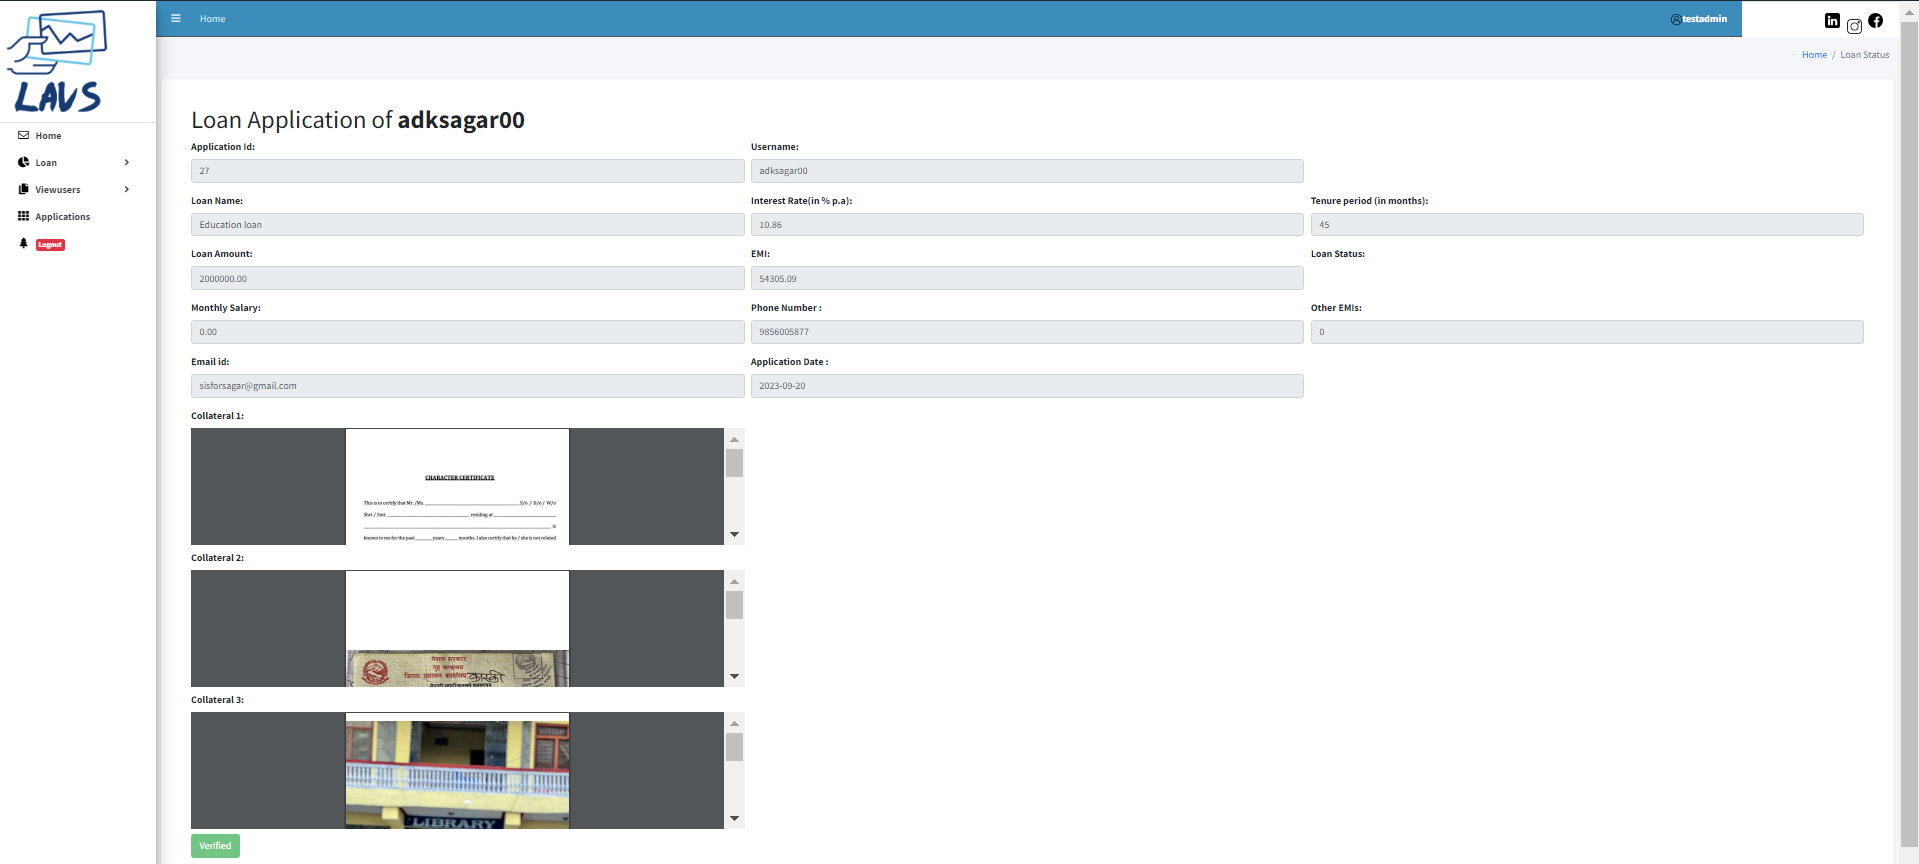 LAVS
Home
testadmin
Home / Loan Status
Home
Loan
Viewusers
Applications
Logout
Loan Application of adksagar00
Application Id:
Username:
27
adksagar00
Loan Name:
Interest Rate(in % p.a):
Tenure period (in months):
Education loan
10.86
45
Loan Amount:
EMI:
Loan Status:
2000000.00
54305.09
Monthly Salary:
Phone Number :
Other EMIs:
0.00
9856005877
0
Email id:
Application Date :
sisforsagar@gmail.com
2023-09-20
Collateral 1:
CHARACTER CERTIFICATE
This is to certify that Mr./Ms. S/o / D/o / W/o
Shri / Smt. residing at
is
known to me for the past years months. I also certify that he / she is not related
Collateral 2:
नेपाल सरकार
गृह मन्त्रालय
जिल्ला प्रशासन कार्यालय, कास्की
Collateral 3:
LIBRARY
Verified